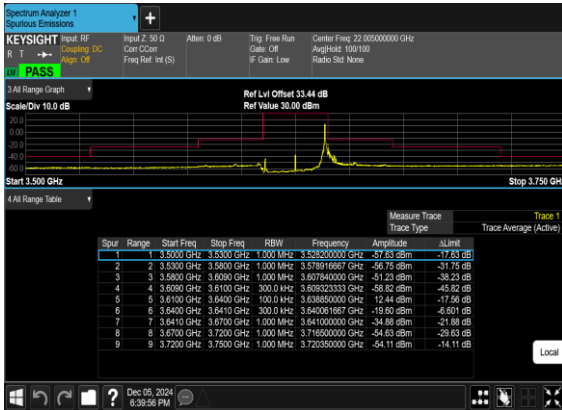 Spectrum Analyzer 1
Spurious Emissions
+
KEYSIGHT Input: RF Input Z: 50 Ω Atten: 0 dB Trig: Free Run Center Freq: 22.005000000 GHz
R T Coupling: DC Corr CCorr Gate: Off Avg|Hold: 100/100
Align: Off Freq Ref: Int (S) IF Gain: Low Radio Std: None
PASS
3 All Range Graph
Ref Lvl Offset 33.44 dB
Scale/Div 10.0 dB Ref Value 30.00 dBm
20.0
0.00
-20.0
-40.0
-60.0
Start 3.500 GHz Stop 3.750 GHz
4 All Range Table
Measure Trace Trace 1
Trace Type Trace Average (Active)
Spur Range Start Freq Stop Freq RBW Frequency Amplitude ΔLimit
1 1 3.5000 GHz 3.5300 GHz 1.000 MHz 3.528200000 GHz -57.63 dBm -17.63 dB
2 2 3.5300 GHz 3.5800 GHz 1.000 MHz 3.578916667 GHz -56.75 dBm -31.75 dB
3 3 3.5800 GHz 3.6090 GHz 1.000 MHz 3.607840000 GHz -51.23 dBm -38.23 dB
4 4 3.6090 GHz 3.6100 GHz 300.0 kHz 3.609323333 GHz -58.82 dBm -45.82 dB
5 5 3.6100 GHz 3.6400 GHz 100.0 kHz 3.638850000 GHz 12.44 dBm -17.56 dB
6 6 3.6400 GHz 3.6410 GHz 300.0 kHz 3.640061667 GHz -19.60 dBm -6.601 dB
7 7 3.6410 GHz 3.6700 GHz 1.000 MHz 3.641000000 GHz -34.88 dBm -21.88 dB
8 8 3.6700 GHz 3.7200 GHz 1.000 MHz 3.716500000 GHz -54.63 dBm -29.63 dB
9 9 3.7200 GHz 3.7500 GHz 1.000 MHz 3.720350000 GHz -54.11 dBm -14.11 dB
Local
? Dec 05, 2024
6:39:56 PM